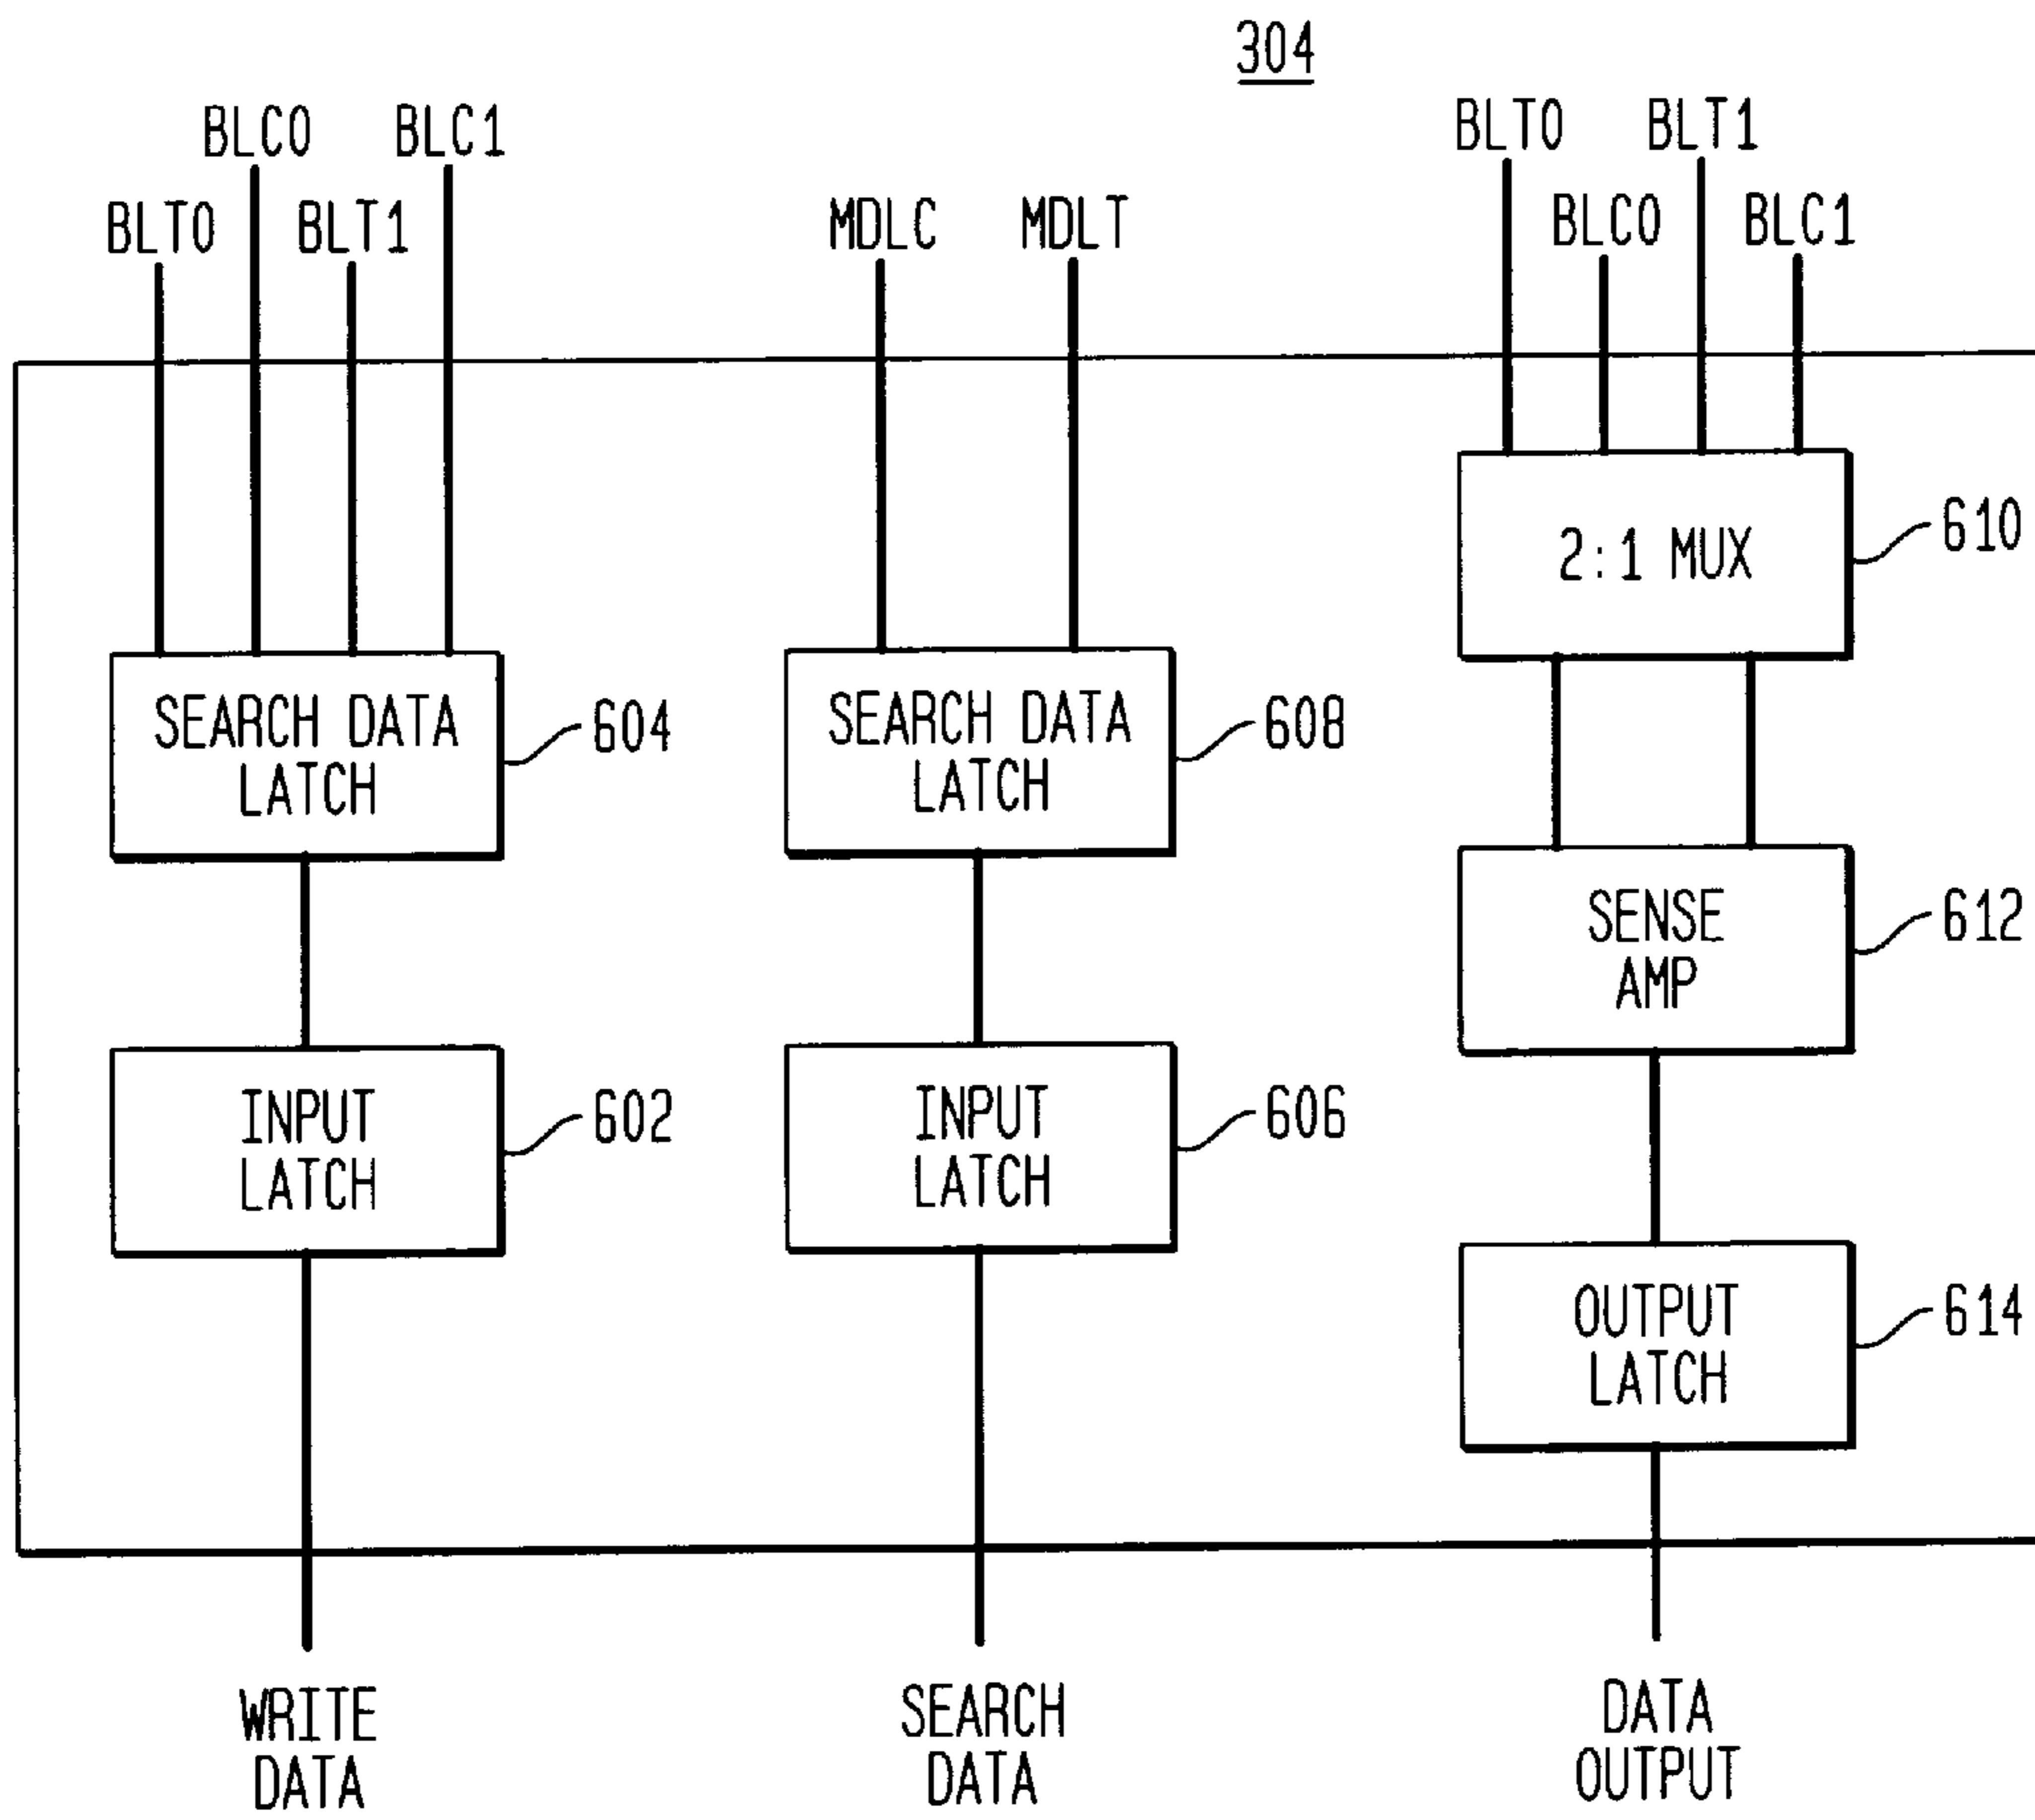 304
BLT0
BLC0
BLT1
BLC1
MDLC
MDLT
BLT0
BLC0
BLT1
BLC1
2:1 MUX
610
SEARCH DATA
LATCH
604
SEARCH DATA
LATCH
608
SENSE
AMP
612
INPUT
LATCH
602
INPUT
LATCH
606
OUTPUT
LATCH
614
WRITE
DATA
SEARCH
DATA
DATA
OUTPUT